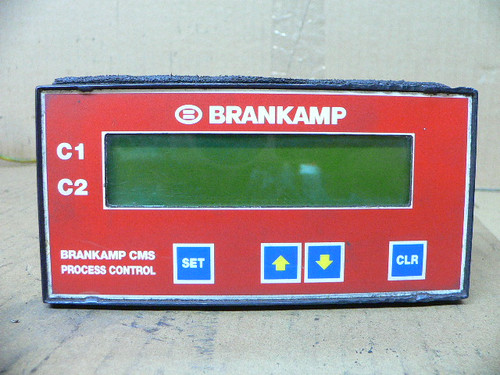 B BRANKAMP
C1
C2
BRANKAMP CMS
PROCESS CONTROL
SET
CLR